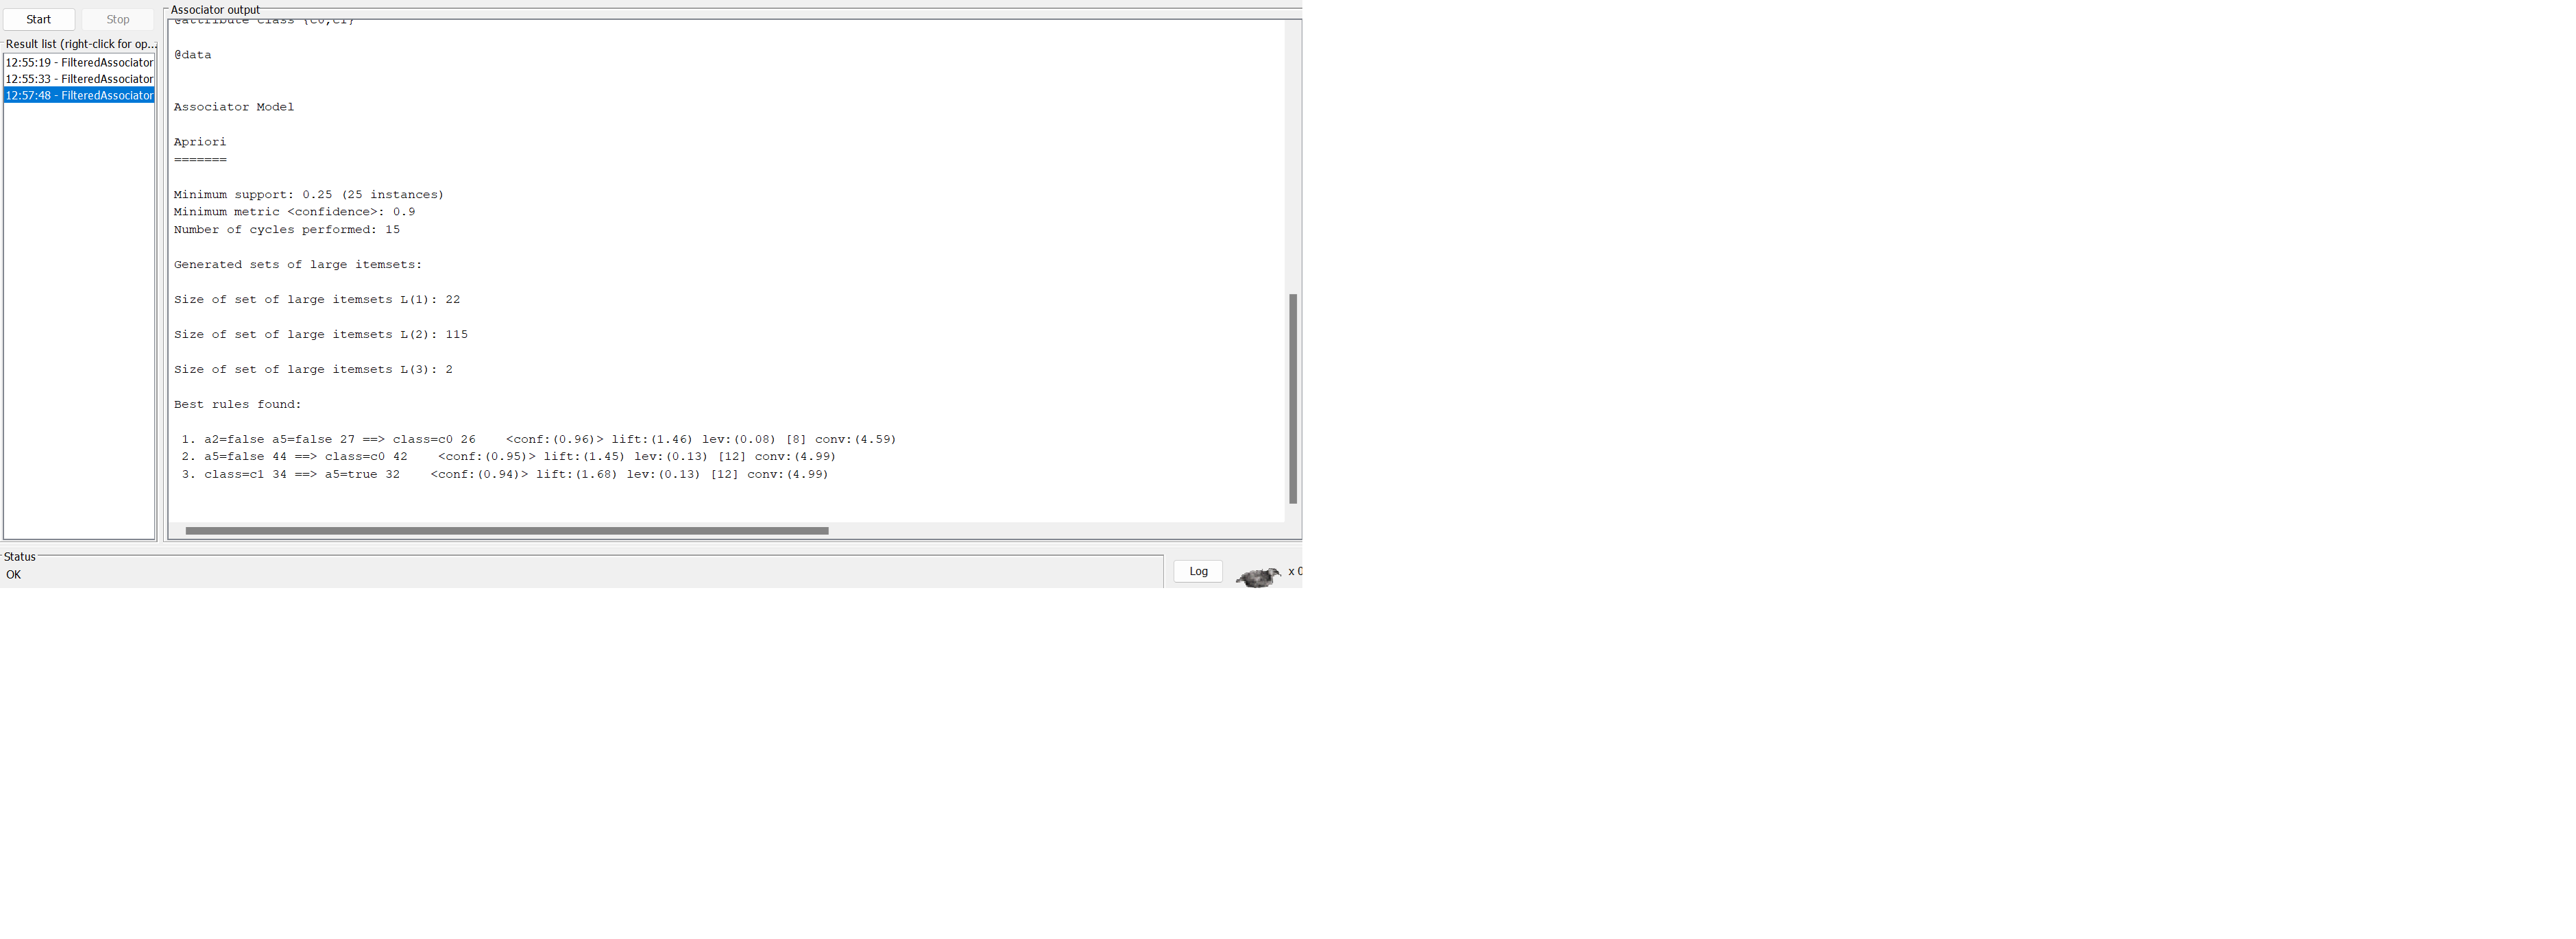 Start
Stop
Result list (right-click for op...
12:55:19 - FilteredAssociator
12:55:33 - FilteredAssociator
12:57:48 - FilteredAssociator
Associator output
@attribute class {c0,c1}
@data
Associator Model
Apriori
=======
Minimum support: 0.25 (25 instances)
Minimum metric <confidence>: 0.9
Number of cycles performed: 15
Generated sets of large itemsets:
Size of set of large itemsets L(1): 22
Size of set of large itemsets L(2): 115
Size of set of large itemsets L(3): 2
Best rules found:
1. a2=false a5=false 27 ==> class=c0 26    <conf:(0.96)> lift:(1.46) lev:(0.08) [8] conv:(4.59)
2. a5=false 44 ==> class=c0 42    <conf:(0.95)> lift:(1.45) lev:(0.13) [12] conv:(4.99)
3. class=c1 34 ==> a5=true 32    <conf:(0.94)> lift:(1.68) lev:(0.13) [12] conv:(4.99)
Status
OK
Log
x 0